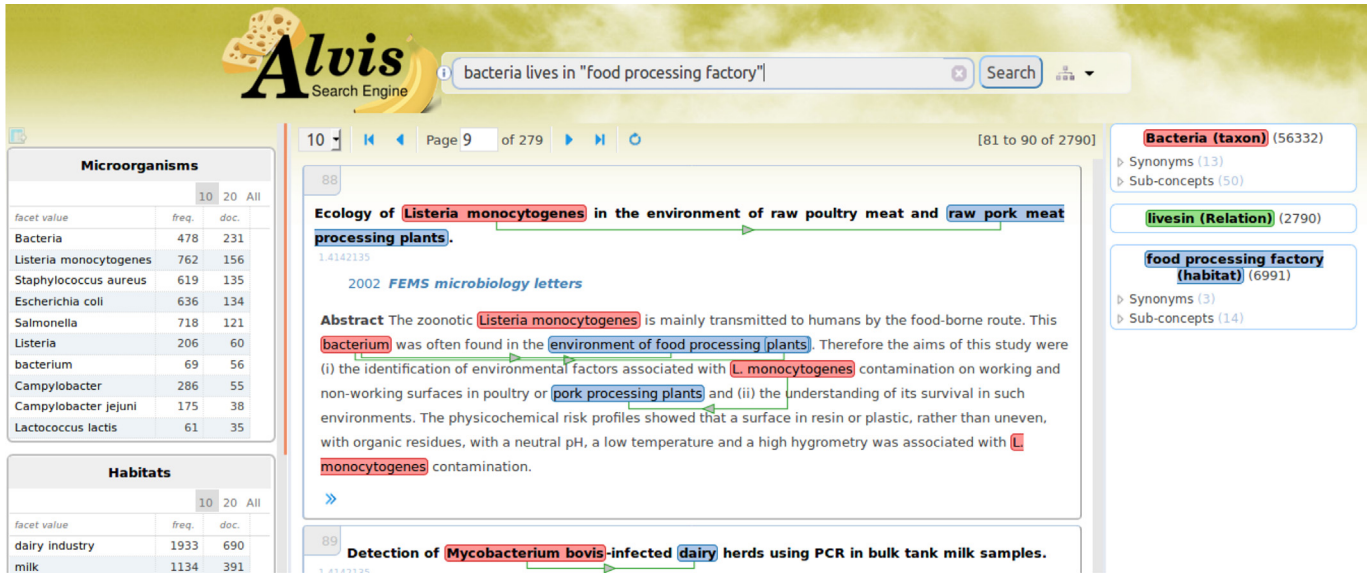 Alvis
Search Engine
bacteria lives in "food processing factory"
Search
Microorganisms
10 20 All
facet value freq. doc.
Bacteria 478 231
Listeria monocytogenes 762 156
Staphylococcus aureus 619 135
Escherichia coli 636 134
Salmonella 718 121
Listeria 206 60
bacterium 69 56
Campylobacter 286 55
Campylobacter jejuni 175 38
Lactococcus lactis 61 35
Habitats
10 20 All
facet value freq. doc.
dairy industry 1933 690
milk 1134 391
10 Page 9 of 279 [81 to 90 of 2790]
88
Ecology of Listeria monocytogenes in the environment of raw poultry meat and raw pork meat
processing plants.
1.4142135
2002 FEMS microbiology letters
Abstract The zoonotic Listeria monocytogenes is mainly transmitted to humans by the food-borne route. This
bacterium was often found in the environment of food processing plants. Therefore the aims of this study were
(i) the identification of environmental factors associated with L. monocytogenes contamination on working and
non-working surfaces in poultry or pork processing plants and (ii) the understanding of its survival in such
environments. The physicochemical risk profiles showed that a surface in resin or plastic, rather than uneven,
with organic residues, with a neutral pH, a low temperature and a high hygrometry was associated with L.
monocytogenes contamination.
»
89
Detection of Mycobacterium bovis-infected dairy herds using PCR in bulk tank milk samples.
1.4142135
Bacteria (taxon) (56332)
Synonyms (13)
Sub-concepts (50)
livesin (Relation) (2790)
food processing factory
(habitat) (6991)
Synonyms (3)
Sub-concepts (14)